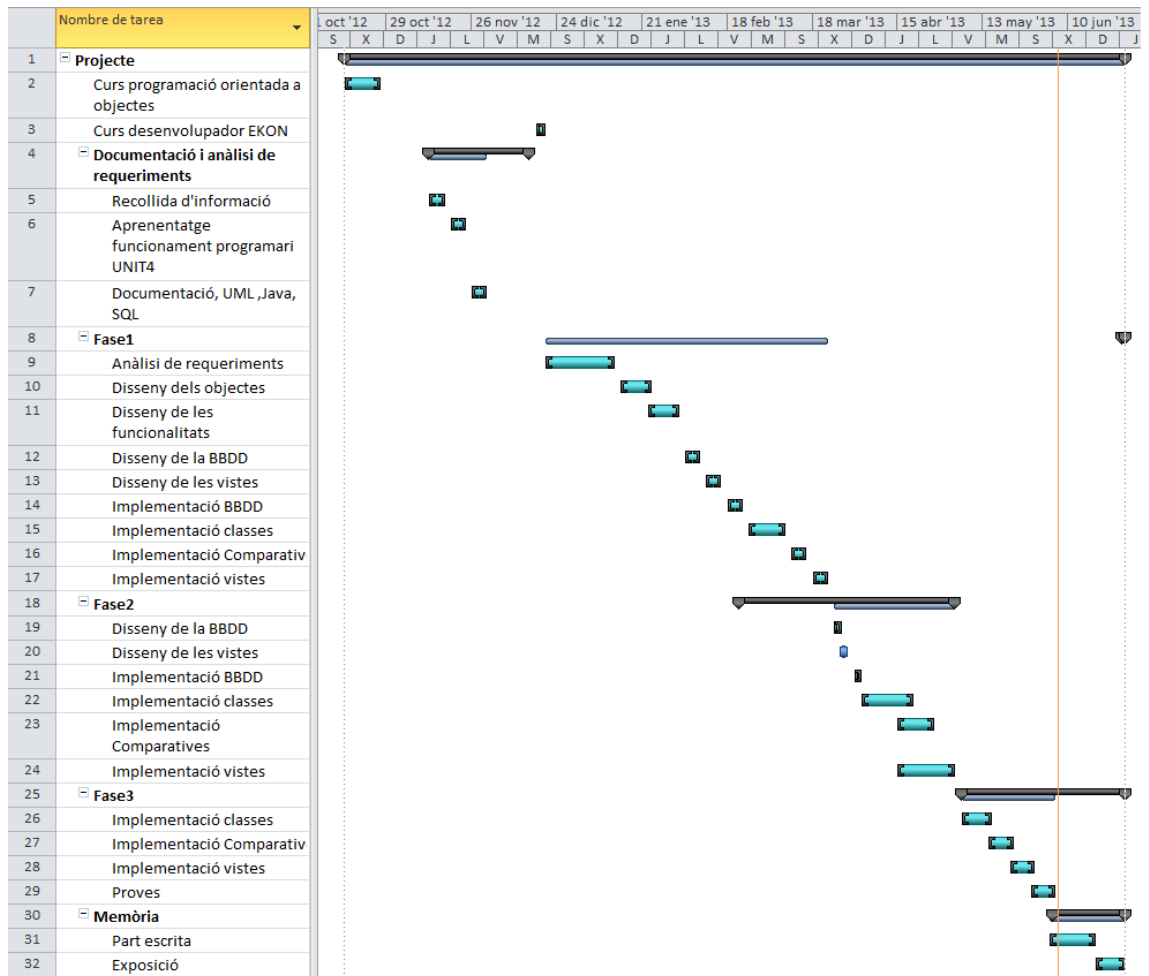 Nombre de tarea
oct '12 29 oct '12 26 nov '12 24 dic '12 21 ene '13 18 feb '13 18 mar '13 15 abr '13 13 may '13 10 jun '13
S X D J L V M S X D J L V M S X D J L V M S X D J
1 Projecte
2 Curs programació orientada a
objectes
3 Curs desenvolupador EKON
4 Documentació i anàlisi de
requeriments
5 Recollida d'informació
6 Aprenentatge
funcionament programari
UNIT4
7 Documentació, UML ,Java,
SQL
8 Fase1
9 Anàlisi de requeriments
10 Disseny dels objectes
11 Disseny de les
funcionalitats
12 Disseny de la BBDD
13 Disseny de les vistes
14 Implementació BBDD
15 Implementació classes
16 Implementació Comparativ
17 Implementació vistes
18 Fase2
19 Disseny de la BBDD
20 Disseny de les vistes
21 Implementació BBDD
22 Implementació classes
23 Implementació
Comparatives
24 Implementació vistes
25 Fase3
26 Implementació classes
27 Implementació Comparativ
28 Implementació vistes
29 Proves
30 Memòria
31 Part escrita
32 Exposició